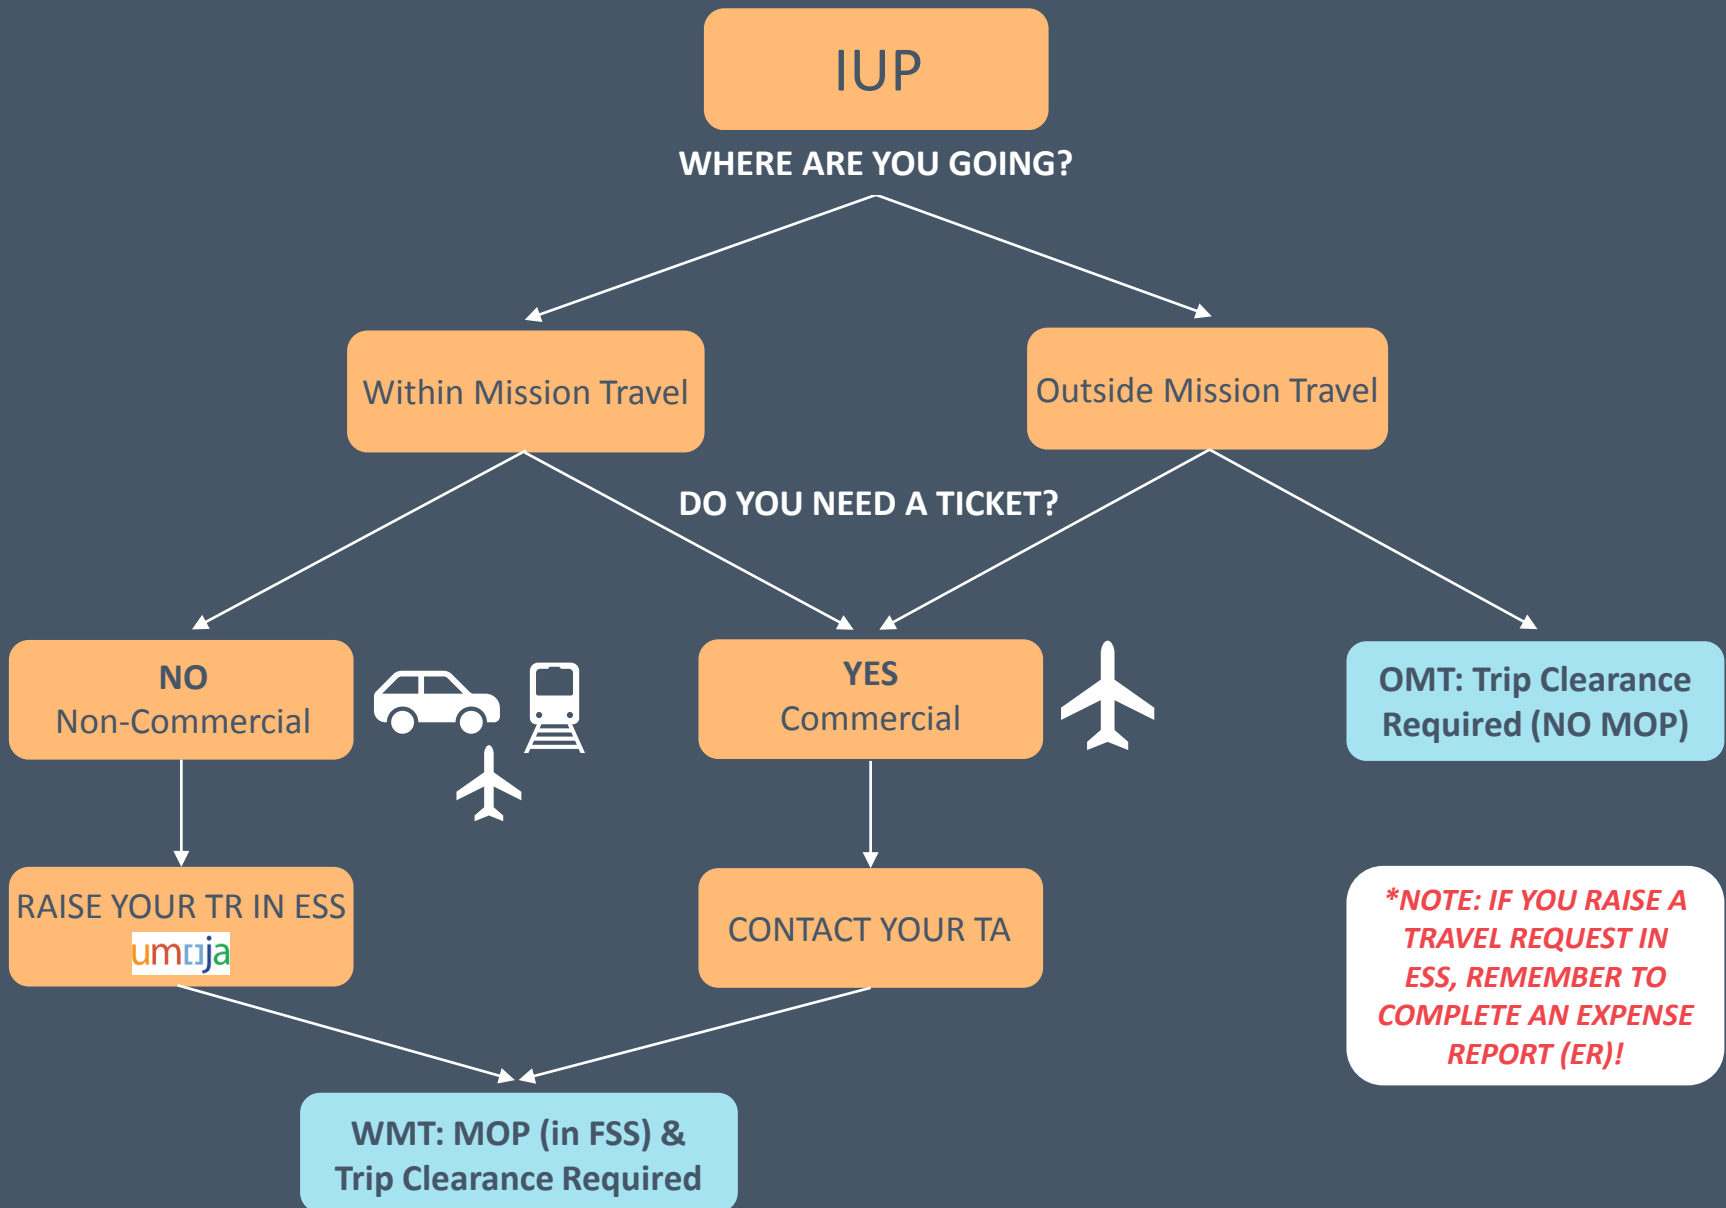 IUP
WHERE ARE YOU GOING?
Within Mission Travel
Outside Mission Travel
DO YOU NEED A TICKET?
NO
Non-Commercial
YES
Commercial
OMT: Trip Clearance
Required (NO MOP)
RAISE YOUR TR IN ESS
umoja
CONTACT YOUR TA
*NOTE: IF YOU RAISE A
TRAVEL REQUEST IN
ESS, REMEMBER TO
COMPLETE AN EXPENSE
REPORT (ER)!
WMT: MOP (in FSS) &
Trip Clearance Required